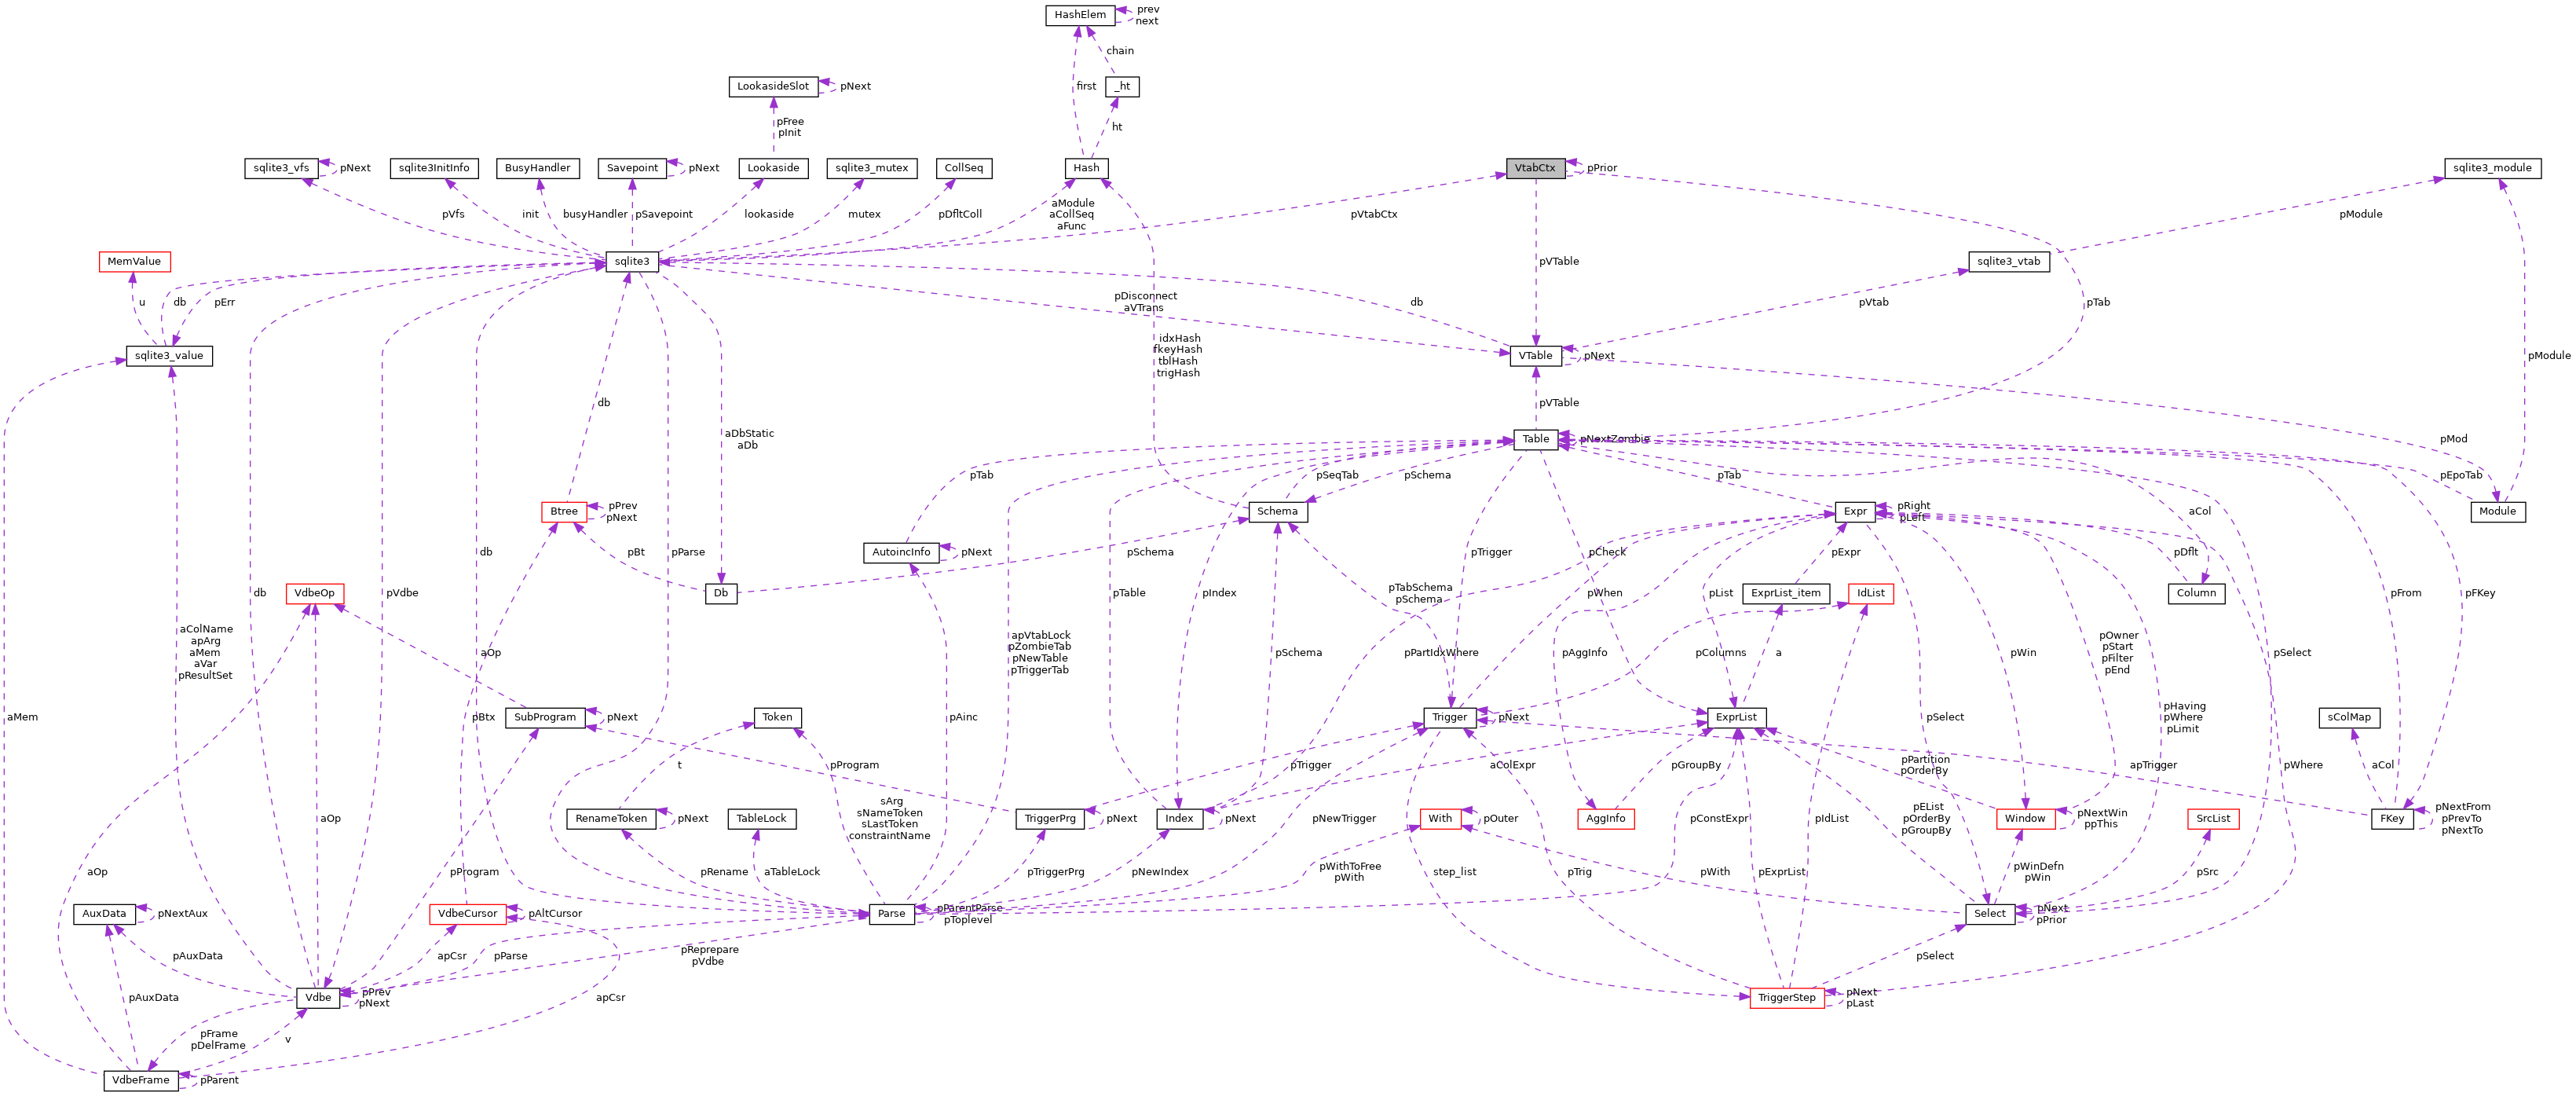 HashElem
prev
next
chain
LookasideSlot
pNext
first
_ht
pFree
pInit
ht
sqlite3_vfs
pNext
sqlite3InitInfo
BusyHandler
Savepoint
pNext
Lookaside
sqlite3_mutex
CollSeq
Hash
VtabCtx
pPrior
sqlite3_module
pVfs
init
busyHandler
pSavepoint
lookaside
mutex
pDfltColl
aModule
aCollSeq
aFunc
pVtabCtx
pModule
MemValue
sqlite3
pVTable
sqlite3_vtab
u
db
pErr
pDisconnect
aVTrans
db
pVtab
pTab
sqlite3_value
idxHash
fkeyHash
tblHash
trigHash
VTable
pNext
pModule
db
pVTable
aDbStatic
aDb
Table
pNextZombie
pMod
pTab
pSeqTab
pSchema
pTab
pEpoTab
Btree
pPrev
pNext
Schema
Expr
pRight
pLeft
aCol
Module
db
pParse
pBt
AutoincInfo
pNext
pSchema
pTrigger
pCheck
pExpr
pDflt
VdbeOp
db
pVdbe
Db
pTable
pIndex
pTabSchema
pSchema
pWhen
pList
ExprList_item
IdList
Column
pFrom
pFKey
aColName
apArg
aMem
aVar
pResultSet
aOp
apVtabLock
pZombieTab
pNewTable
pTriggerTab
pSchema
pPartIdxWhere
pAggInfo
pColumns
a
pWin
pOwner
pStart
pFilter
pEnd
pSelect
aMem
pBtx
SubProgram
pNext
Token
pAinc
Trigger
pNext
ExprList
pSelect
pHaving
pWhere
pLimit
sColMap
t
pProgram
pTrigger
aColExpr
pGroupBy
pPartition
pOrderBy
pWhere
apTrigger
aCol
aOp
RenameToken
pNext
TableLock
sArg
sNameToken
sLastToken
constraintName
TriggerPrg
pNext
Index
pNext
pNewTrigger
With
pOuter
AggInfo
pConstExpr
pIdList
pEList
pOrderBy
pGroupBy
Window
pNextWin
ppThis
SrcList
FKey
pNextFrom
pPrevTo
pNextTo
aOp
pProgram
pRename
aTableLock
pTriggerPrg
pNewIndex
pWithToFree
pWith
step_list
pTrig
pExprList
pWith
pWinDefn
pWin
pSrc
AuxData
pNextAux
VdbeCursor
pAltCursor
Parse
pParentParse
pToplevel
Select
pNext
pPrior
pAuxData
apCsr
pParse
pReprepare
pVdbe
pSelect
pAuxData
Vdbe
pPrev
pNext
apCsr
TriggerStep
pNext
pLast
pFrame
pDelFrame
v
VdbeFrame
pParent